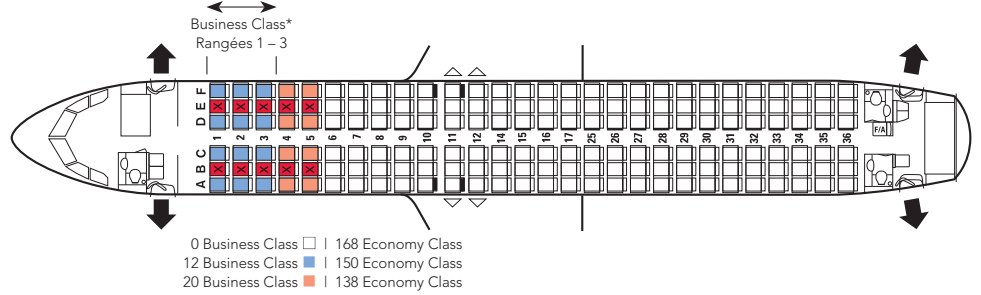 Business Class*
Rangées 1 – 3
F
E X X X X X
D
1 2 3 4 5 6 7 8 9 10 11 12 14 15 16 17 25 26 27 28 29 30 31 32 33 34 35 36 F/A
C
B X X X X X
A
0 Business Class | 168 Economy Class
12 Business Class | 150 Economy Class
20 Business Class | 138 Economy Class